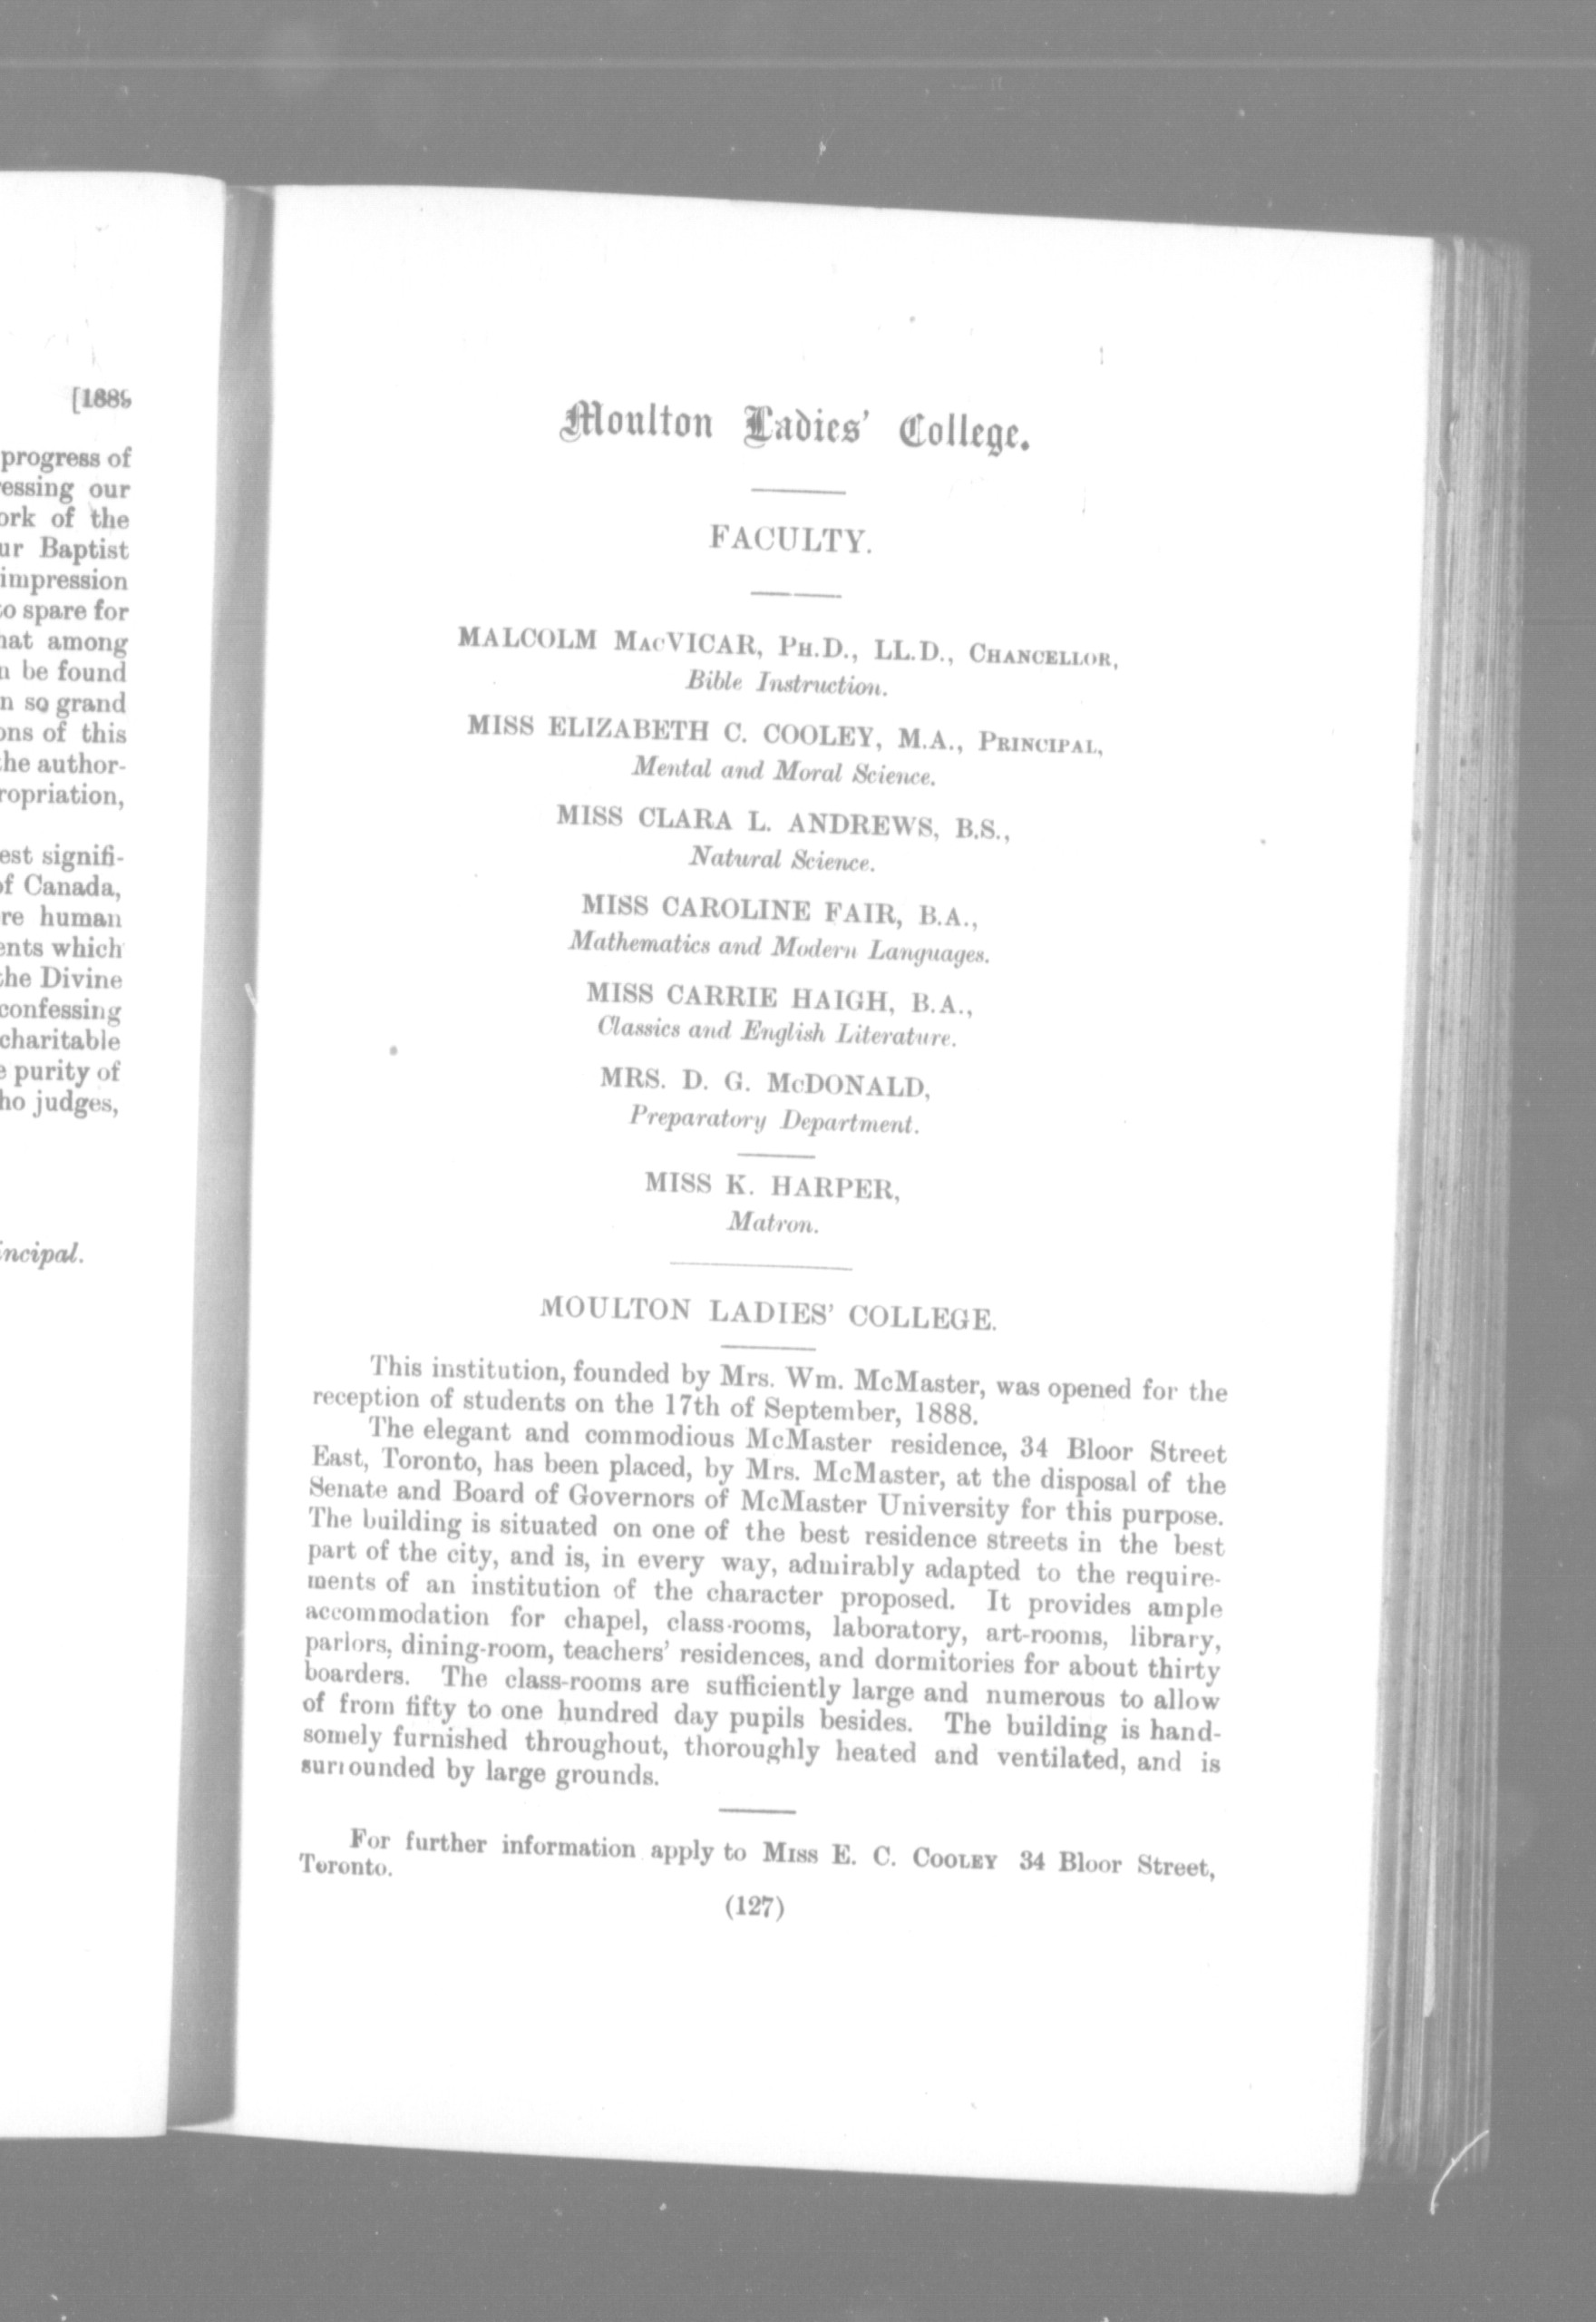 [1889
progress of
our
of the
Baptist
impression
spare for
among
be found
so grand
of this
author-
est signifi-
of Canada,
human
which
the Divine
confessing
charitable
purity of
judges,
Moulton Ladies' College.
FACULTY.
MALCOLM MacVICAR, Ph.D., LL.D., Chancellor,
Bible Instruction.
MISS ELIZABETH C. COOLEY, M.A., Principal,
Mental and Moral Science.
MISS CLARA L. ANDREWS, B.S.,
Natural Science.
MISS CAROLINE FAIR, B.A.,
Mathematics and Modern Languages.
MISS CARRIE HAIGH, B.A.,
Classics and English Literature.
MRS. D. G. McDONALD,
Preparatory Department.
MISS K. HARPER,
Matron.
MOULTON LADIES' COLLEGE.
This institution, founded by Mrs. Wm. McMaster, was opened for the
reception of students on the 17th of September, 1888.
The elegant and commodious McMaster residence, 34 Bloor Street
East, Toronto, has been placed, by Mrs. McMaster, at the disposal of the
Senate and Board of Governors of McMaster University for this purpose.
The building is situated on one of the best residence streets in the best
part of the city, and is, in every way, admirably adapted to the require-
ments of an institution of the character proposed. It provides ample
accommodation for chapel, class-rooms, laboratory, art-rooms, library,
parlors, dining-room, teachers' residences, and dormitories for about thirty
boarders. The class-rooms are sufficiently large and numerous to allow
of from fifty to one hundred day pupils besides. The building is hand-
somely furnished throughout, thoroughly heated and ventilated, and is
surrounded by large grounds.
For further information apply to Miss E. C. Cooley 34 Bloor Street,
Toronto.
(127)